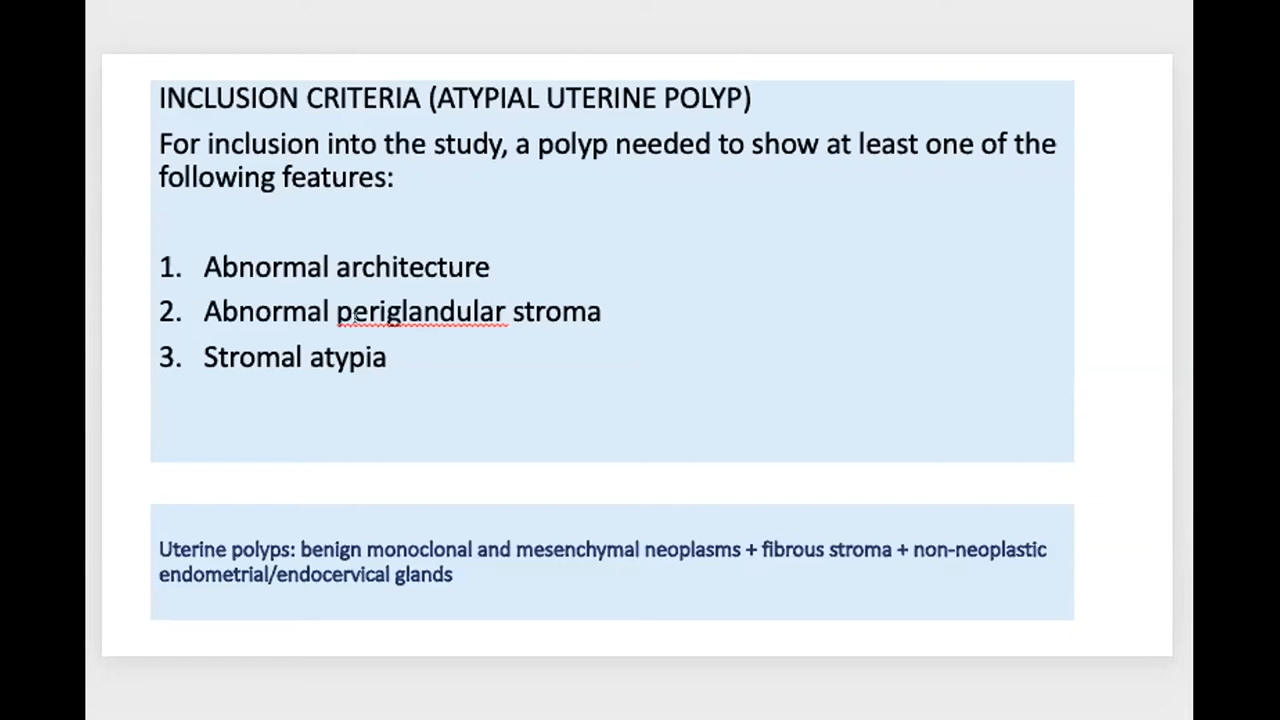 INCLUSION CRITERIA (ATYPIAL UTERINE POLYP)
For inclusion into the study, a polyp needed to show at least one of the
following features:
1. Abnormal architecture
2. Abnormal periglandular stroma
3. Stromal atypia
Uterine polyps: benign monoclonal and mesenchymal neoplasms + fibrous stroma + non-neoplastic
endometrial/endocervical glands